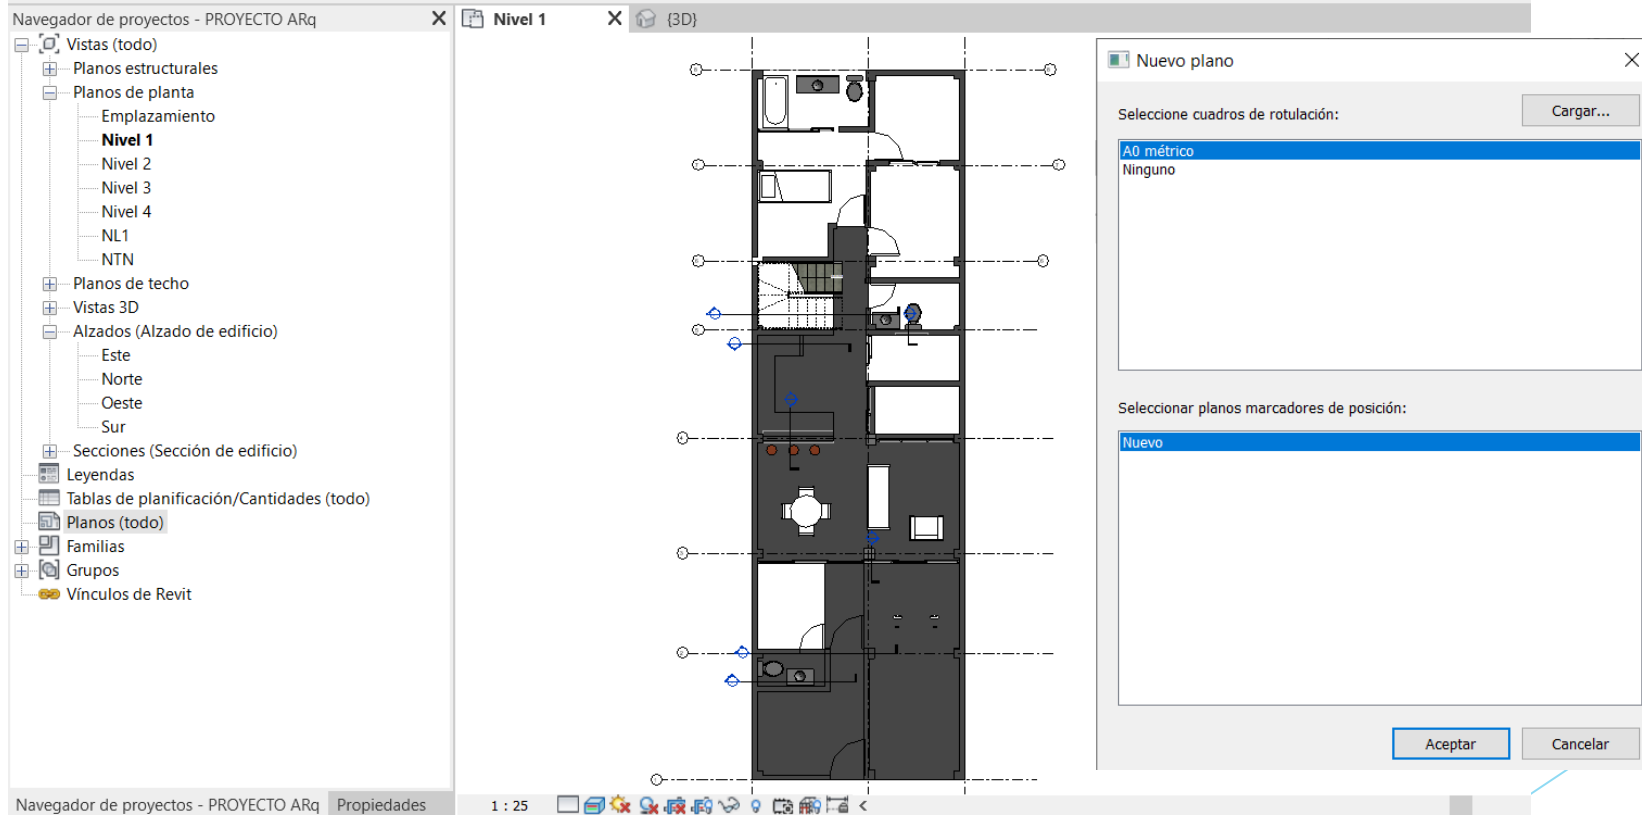 Navegador de proyectos - PROYECTO ARq
Nivel 1
{3D}
Vistas (todo)
Planos estructurales
Planos de planta
Emplazamiento
Nivel 1
Nivel 2
Nivel 3
Nivel 4
NL1
NTN
Planos de techo
Vistas 3D
Alzados (Alzado de edificio)
Este
Norte
Oeste
Sur
Secciones (Sección de edificio)
Leyendas
Tablas de planificación/Cantidades (todo)
Planos (todo)
Familias
Grupos
Vínculos de Revit
Navegador de proyectos - PROYECTO ARq
Propiedades
1 : 25
Nuevo plano
Seleccione cuadros de rotulación:
Cargar...
A0 métrico
Ninguno
Seleccionar planos marcadores de posición:
Nuevo
Aceptar
Cancelar